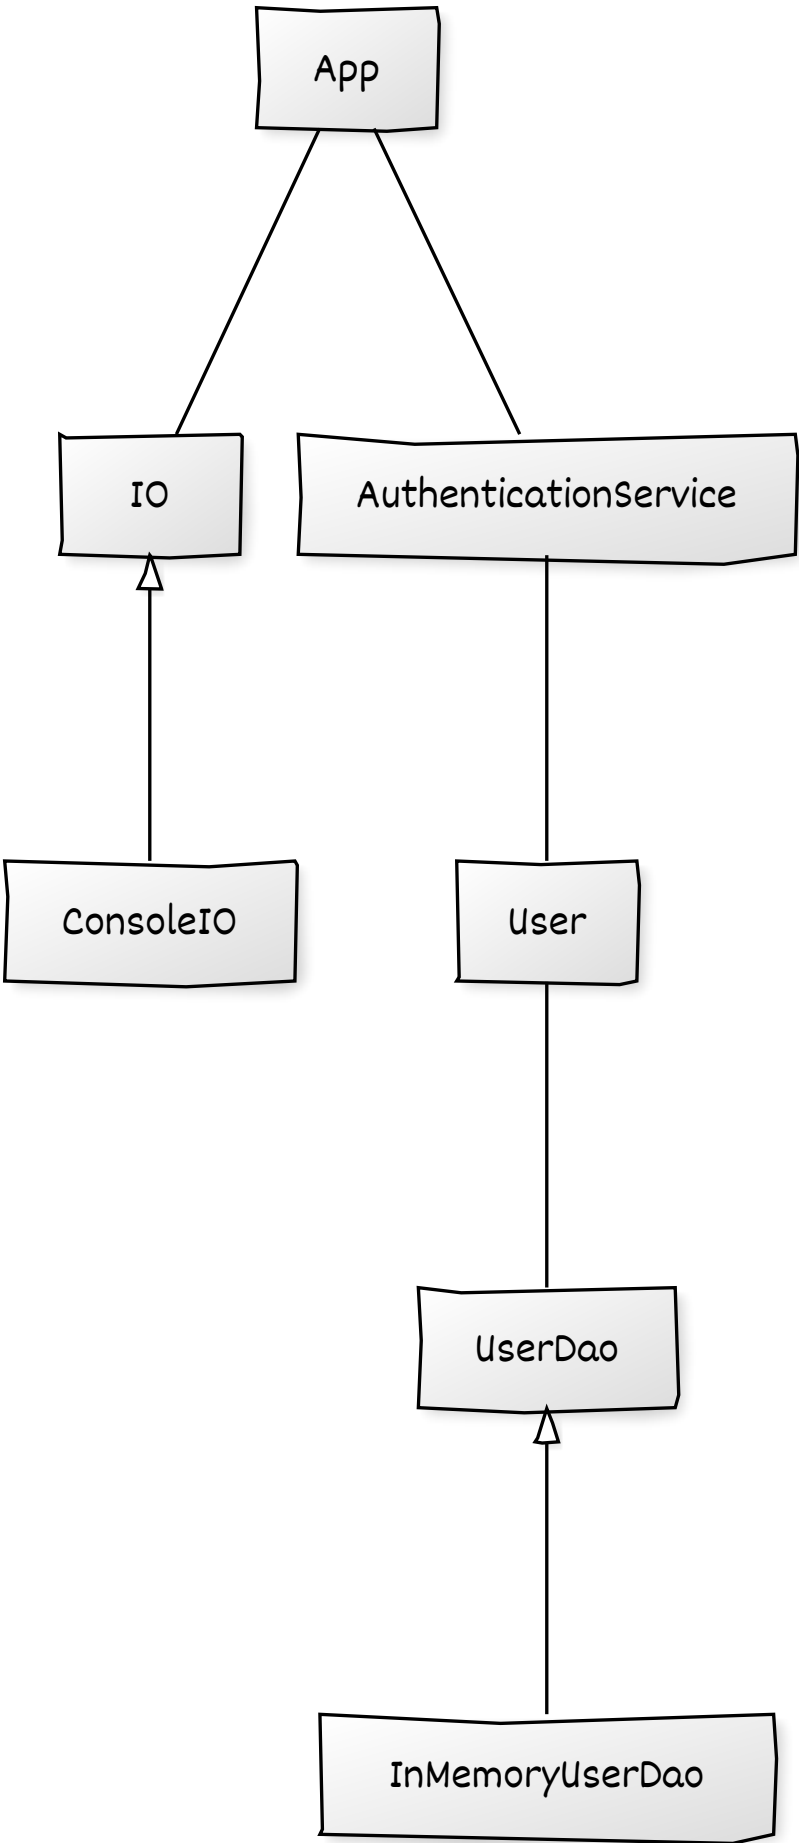 App
IO
AuthenticationService
ConsoleIO
User
UserDao
InMemoryUserDao